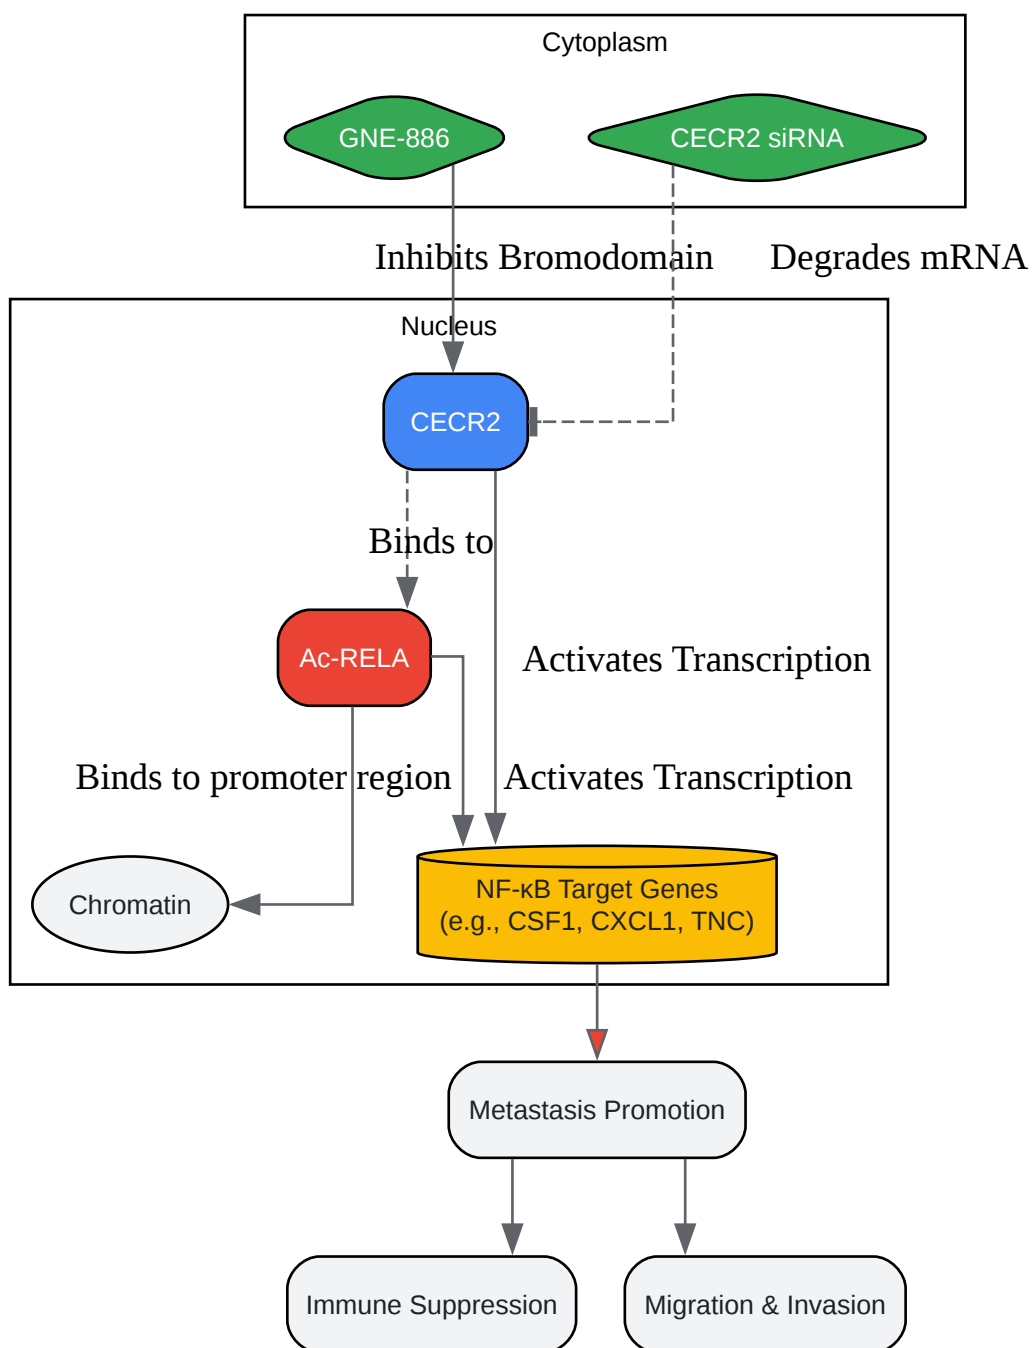 Cytoplasm
GNE-886
CECR2 siRNA
Inhibits Bromodomain
Degrades mRNA
Nucleus
CECR2
Binds to
Ac-RELA
Activates Transcription
Binds to promoter region
Activates Transcription
Chromatin
NF-κB Target Genes
(e.g., CSF1, CXCL1, TNC)
Metastasis Promotion
Immune Suppression
Migration & Invasion